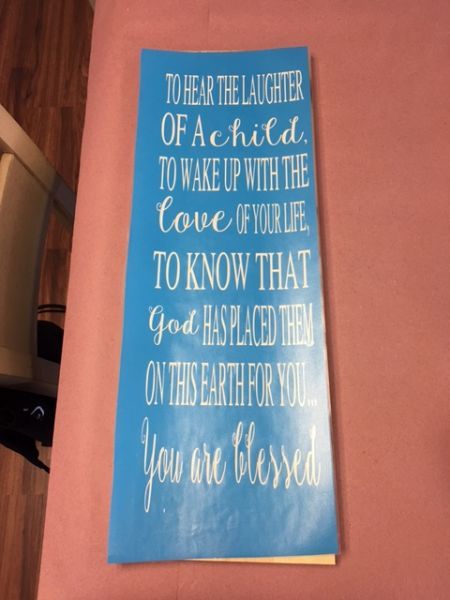 TO HEAR THE LAUGHTER
OF A child,
TO WAKE UP WITH THE
love OF YOUR LIFE,
TO KNOW THAT
God HAS PLACED THEM
ON THIS EARTH FOR YOU...
You are blessed